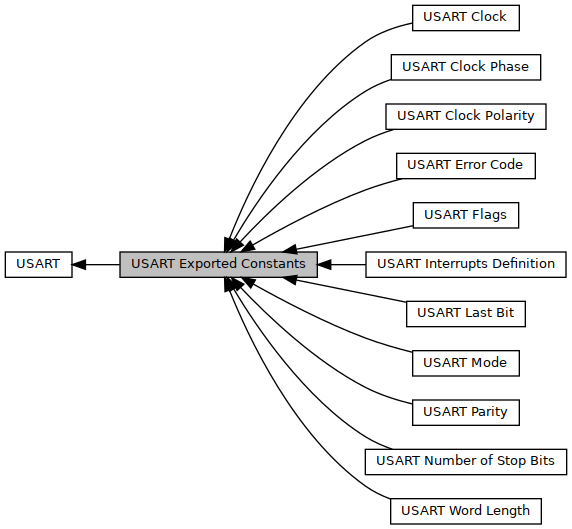 USART Clock
USART Clock Phase
USART Clock Polarity
USART Error Code
USART Flags
USART
USART Exported Constants
USART Interrupts Definition
USART Last Bit
USART Mode
USART Parity
USART Number of Stop Bits
USART Word Length